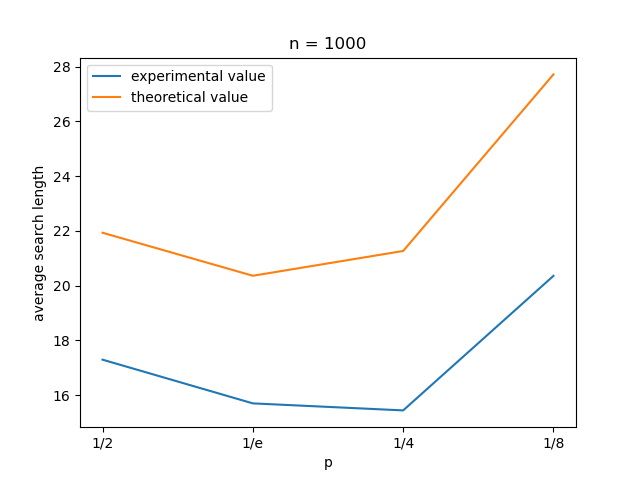 n = 1000
experimental value
theoretical value
average search length
28
26
24
22
20
18
16
1/2 1/e 1/4 1/8
p